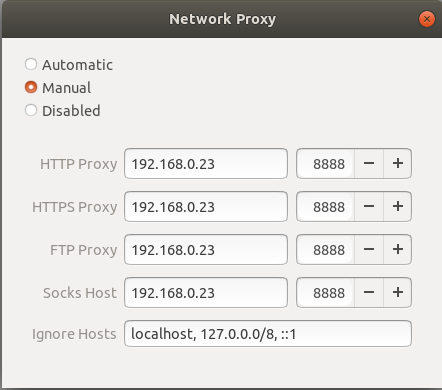 Network Proxy
Automatic
Manual
Disabled
HTTP Proxy 192.168.0.23 8888 − +
HTTPS Proxy 192.168.0.23 8888 − +
FTP Proxy 192.168.0.23 8888 − +
Socks Host 192.168.0.23 8888 − +
Ignore Hosts localhost, 127.0.0.0/8, ::1